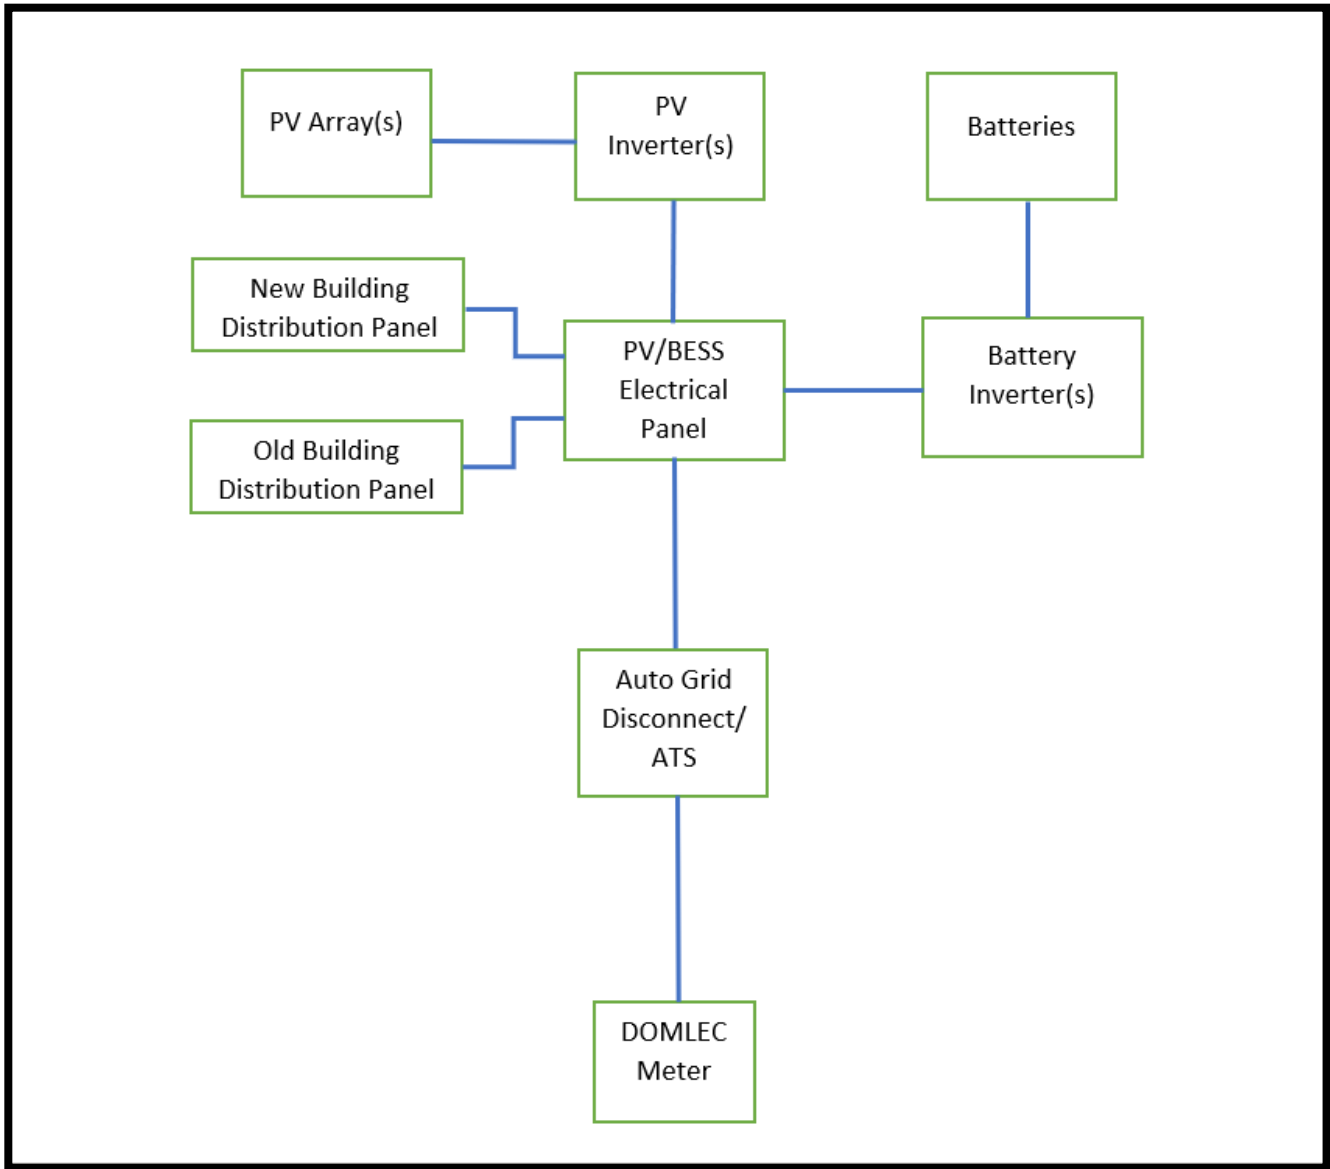 PV Array(s)
PV
Inverter(s)
Batteries
New Building
Distribution Panel
PV/BESS
Electrical
Panel
Battery
Inverter(s)
Old Building
Distribution Panel
Auto Grid
Disconnect/
ATS
DOMLEC
Meter